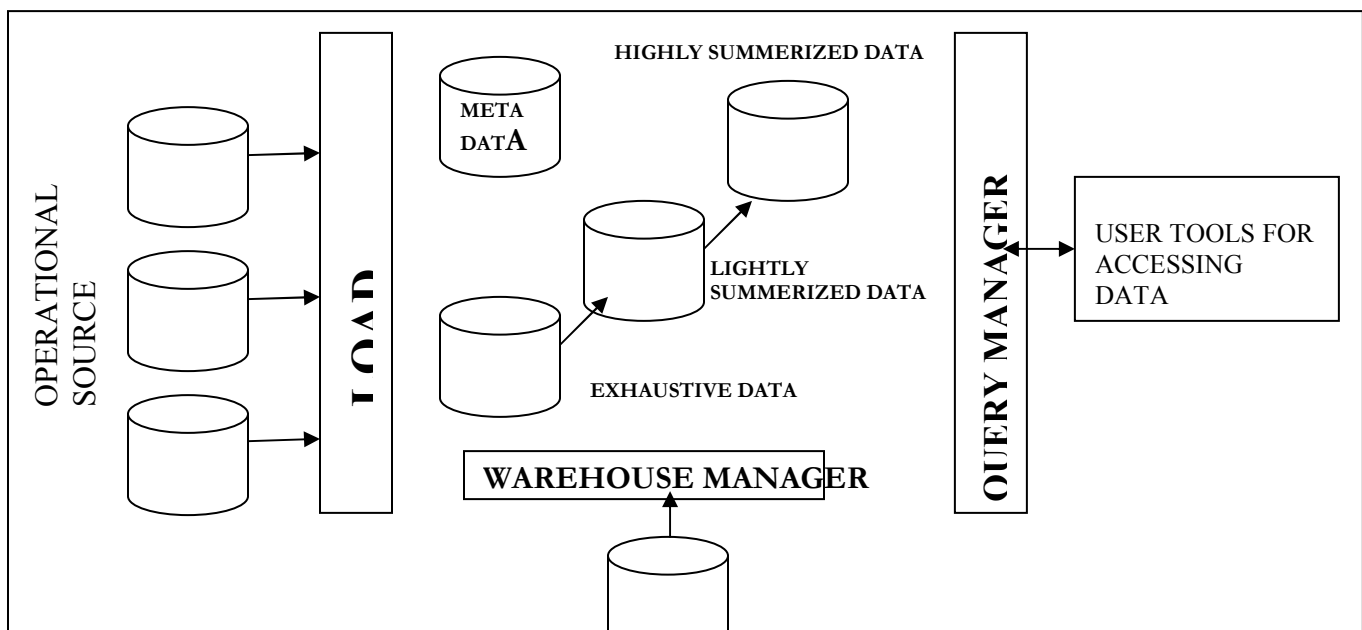 OPERATIONAL
SOURCE
LOAD
META
DATA
HIGHLY SUMMERIZED DATA
LIGHTLY
SUMMERIZED DATA
EXHAUSTIVE DATA
WAREHOUSE MANAGER
QUERY MANAGER
USER TOOLS FOR
ACCESSING
DATA